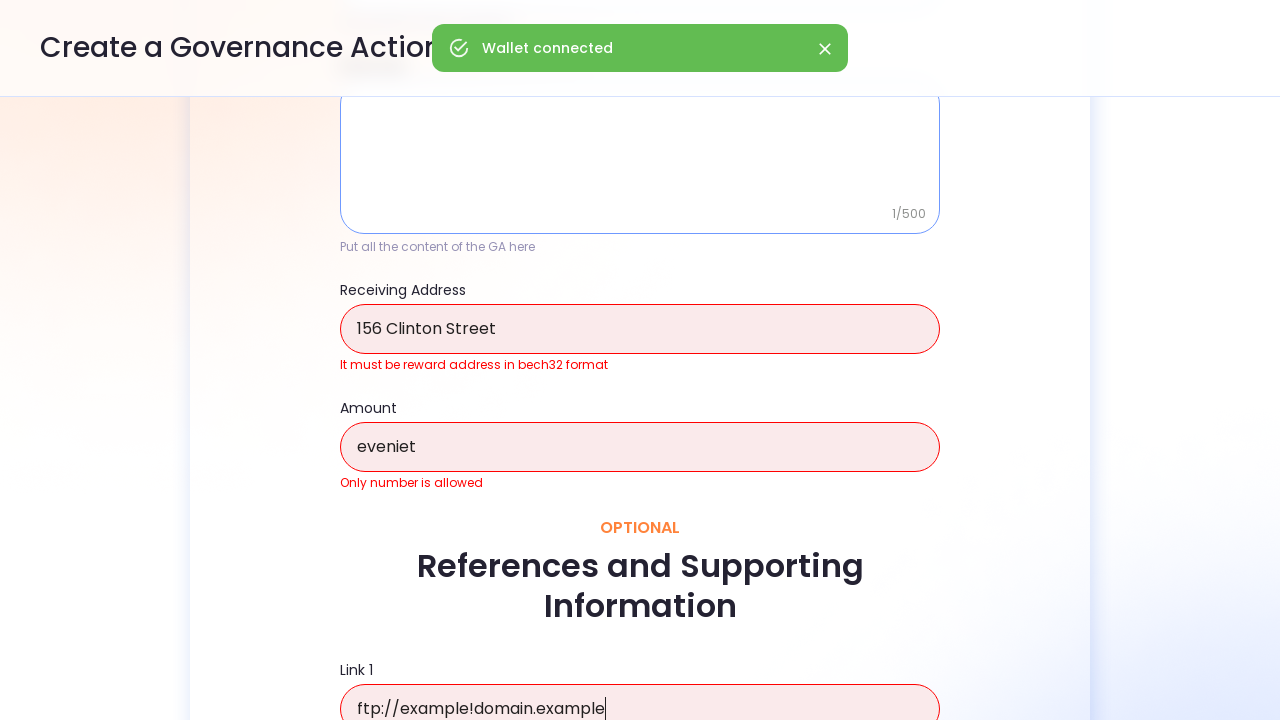 Create a Governance Action
Wallet connected
1/500
Put all the content of the GA here
Receiving Address
156 Clinton Street
It must be reward address in bech32 format
Amount
eveniet
Only number is allowed
OPTIONAL
References and Supporting
Information
Link 1
ftp://example!domain.example